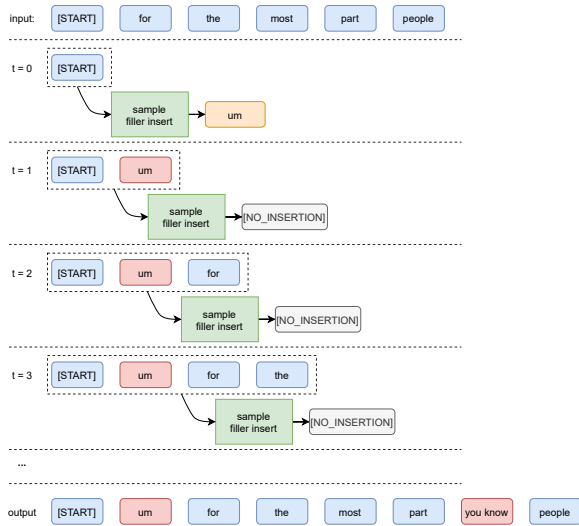 input: [START] for the most part people
t = 0 [START]
sample
filler insert
um
t = 1 [START] um
sample
filler insert
[NO_INSERTION]
t = 2 [START] um for
sample
filler insert
[NO_INSERTION]
t = 3 [START] um for the
sample
filler insert
[NO_INSERTION]
...
output [START] um for the most part you know people